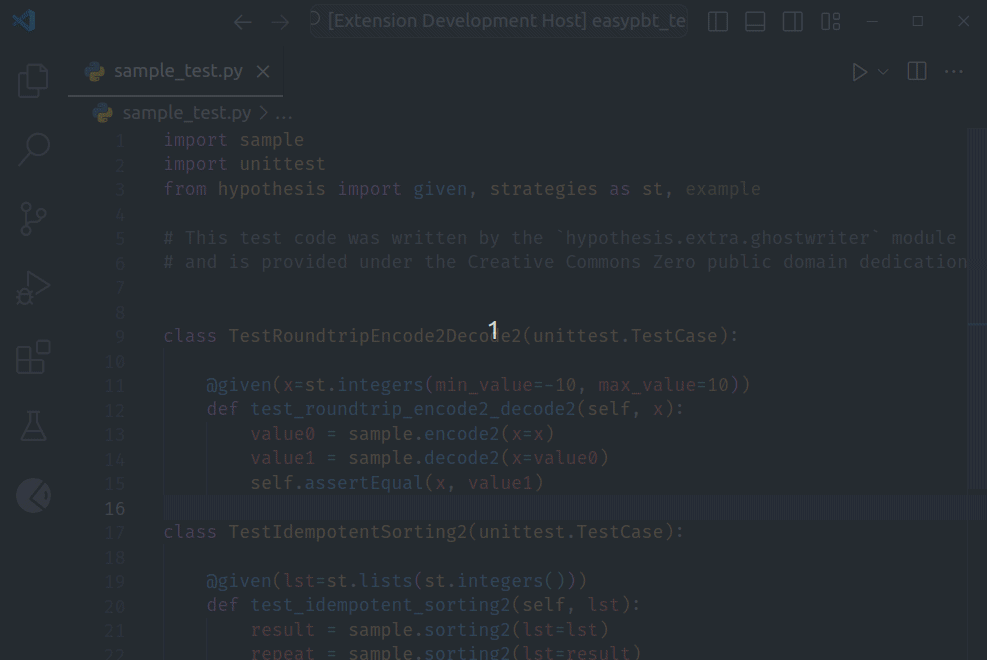 [Extension Development Host] easypbt_te
sample_test.py
sample_test.py > ...
1 import sample
2 import unittest
3 from hypothesis import given, strategies as st, example
4
5 # This test code was written by the `hypothesis.extra.ghostwriter` module
6 # and is provided under the Creative Commons Zero public domain dedication
7
8
9 class TestRoundtripEncode2Decode2(unittest.TestCase):
1
10
11 @given(x=st.integers(min_value=-10, max_value=10))
12 def test_roundtrip_encode2_decode2(self, x):
13 value0 = sample.encode2(x=x)
14 value1 = sample.decode2(x=value0)
15 self.assertEqual(x, value1)
16
17 class TestIdempotentSorting2(unittest.TestCase):
18
19 @given(lst=st.lists(st.integers()))
20 def test_idempotent_sorting2(self, lst):
21 result = sample.sorting2(lst=lst)
22 repeat = sample.sorting2(lst=result)